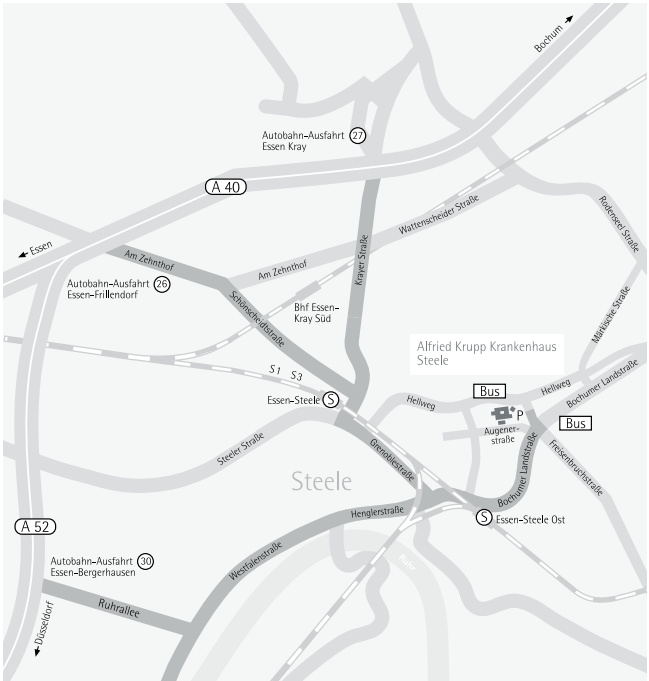 Bochum
Autobahn-Ausfahrt 27
Essen Kray
A 40
Rodenseel Straße
Wattenscheider Straße
Essen
Am Zehnthof
Am Zehnthof
Krayer Straße
Autobahn-Ausfahrt 26
Essen-Frillendorf
Schönscheidtstraße
Bhf Essen-
Kray Süd
Märkische Straße
Alfried Krupp Krankenhaus
Steele
S 1 S 3
Essen-Steele S
Hellweg
Bus
Hellweg
Bochumer Landstraße
P
Bus
Augener-
straße
Steeler Straße
Grenoblestraße
Freisenbruchstraße
Bochumer Landstraße
Steele
Henglerstraße
S Essen-Steele Ost
A 52
Autobahn-Ausfahrt 30
Essen-Bergerhausen
Westfalenstraße
Ruhr
Ruhrallee
Düsseldorf